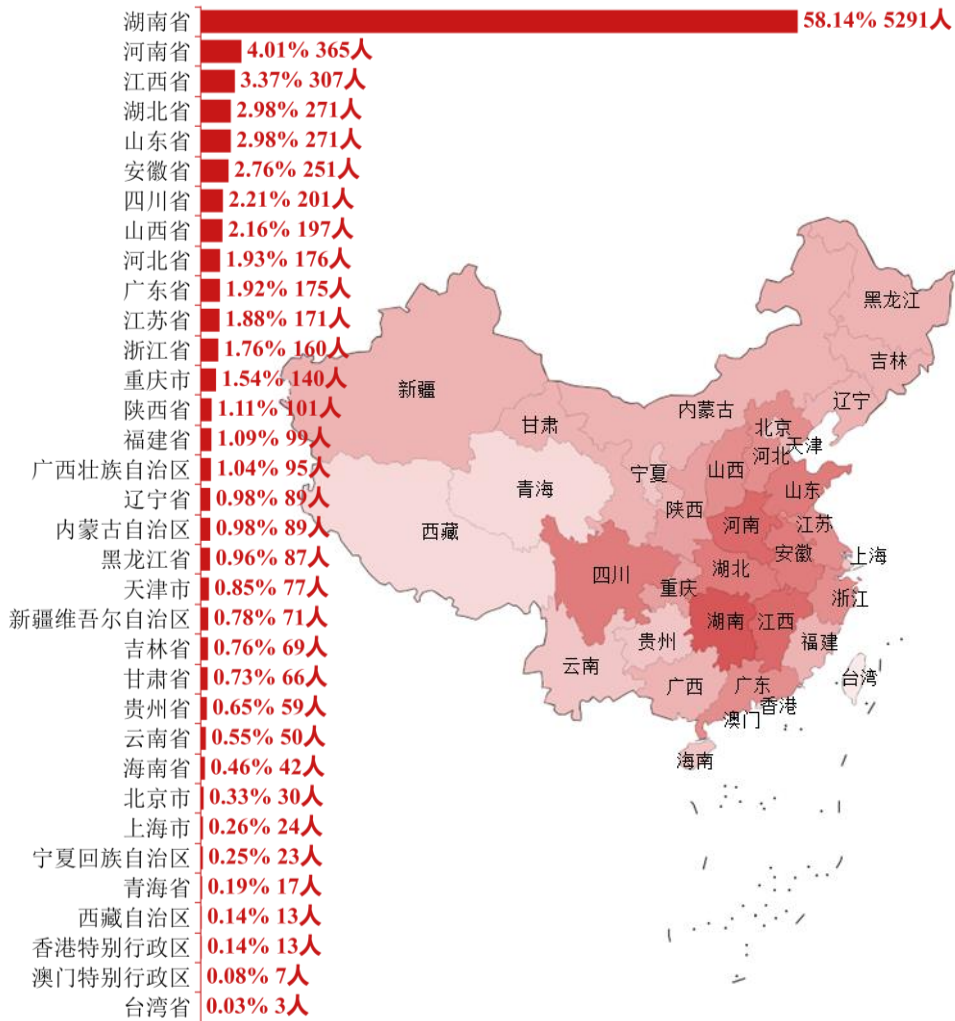 湖南省 58.14% 5291人
河南省 4.01% 365人
江西省 3.37% 307人
湖北省 2.98% 271人
山东省 2.98% 271人
安徽省 2.76% 251人
四川省 2.21% 201人
山西省 2.16% 197人
河北省 1.93% 176人
广东省 1.92% 175人
江苏省 1.88% 171人
浙江省 1.76% 160人
重庆市 1.54% 140人
陕西省 1.11% 101人
福建省 1.09% 99人
广西壮族自治区 1.04% 95人
辽宁省 0.98% 89人
内蒙古自治区 0.98% 89人
黑龙江省 0.96% 87人
天津市 0.85% 77人
新疆维吾尔自治区 0.78% 71人
吉林省 0.76% 69人
甘肃省 0.73% 66人
贵州省 0.65% 59人
云南省 0.55% 50人
海南省 0.46% 42人
北京市 0.33% 30人
上海市 0.26% 24人
宁夏回族自治区 0.25% 23人
青海省 0.19% 17人
西藏自治区 0.14% 13人
香港特别行政区 0.14% 13人
澳门特别行政区 0.08% 7人
台湾省 0.03% 3人
黑龙江
吉林
辽宁
新疆
内蒙古
甘肃
北京
天津
河北
山西
宁夏
青海
山东
陕西
河南
江苏
西藏
安徽
上海
四川
湖北
重庆
浙江
湖南
江西
贵州
福建
云南
广西
广东
台湾
香港
澳门
海南